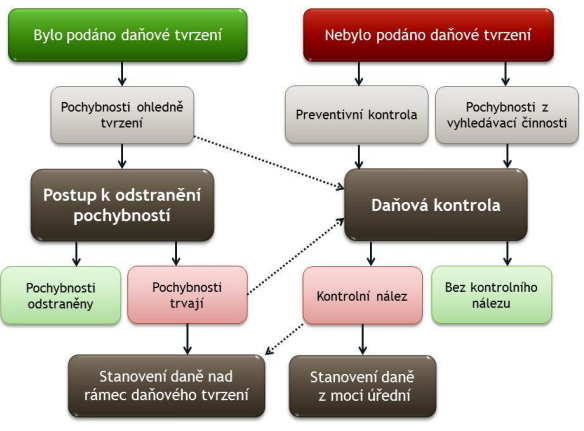 Bylo podáno daňové tvrzení
Nebylo podáno daňové tvrzení
Pochybnosti ohledně
tvrzení
Preventivní kontrola
Pochybnosti z
vyhledávací činnosti
Postup k odstranění
pochybností
Daňová kontrola
Pochybnosti
odstraněny
Pochybnosti
trvají
Kontrolní nález
Bez kontrolního
nálezu
Stanovení daně nad
rámec daňového tvrzení
Stanovení daně
z moci úřední